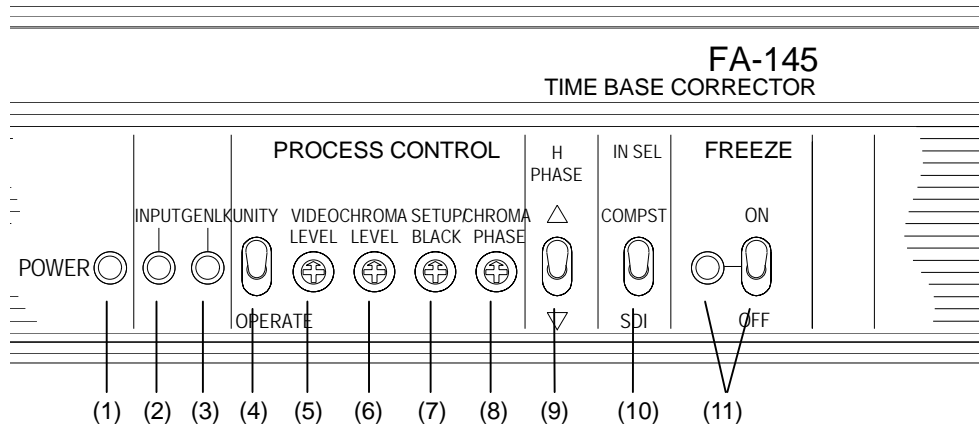 FA-145
TIME BASE CORRECTOR
PROCESS CONTROL
H
PHASE
IN SEL
FREEZE
INPUT
GENLK
UNITY
VIDEO
LEVEL
CHROMA
LEVEL
SETUP/
BLACK
CHROMA
PHASE
COMPST
ON
POWER
OPERATE
SDI
OFF
(1) (2) (3) (4) (5) (6) (7) (8) (9) (10) (11)